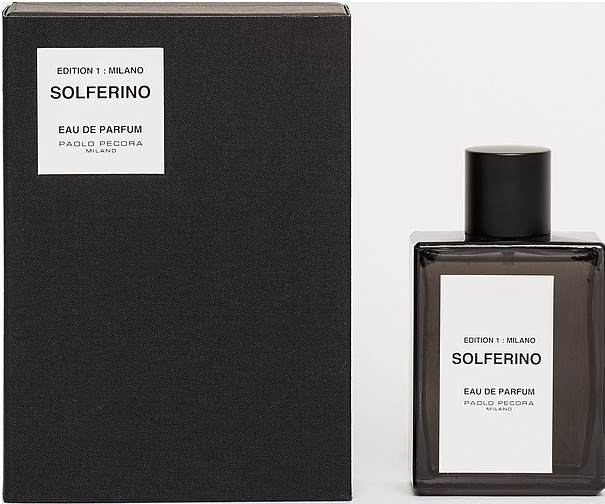 EDITION 1 : MILANO
SOLFERINO
EAU DE PARFUM
PAOLO PECORA
MILANO
EDITION 1 : MILANO
SOLFERINO
EAU DE PARFUM
PAOLO PECORA
MILANO